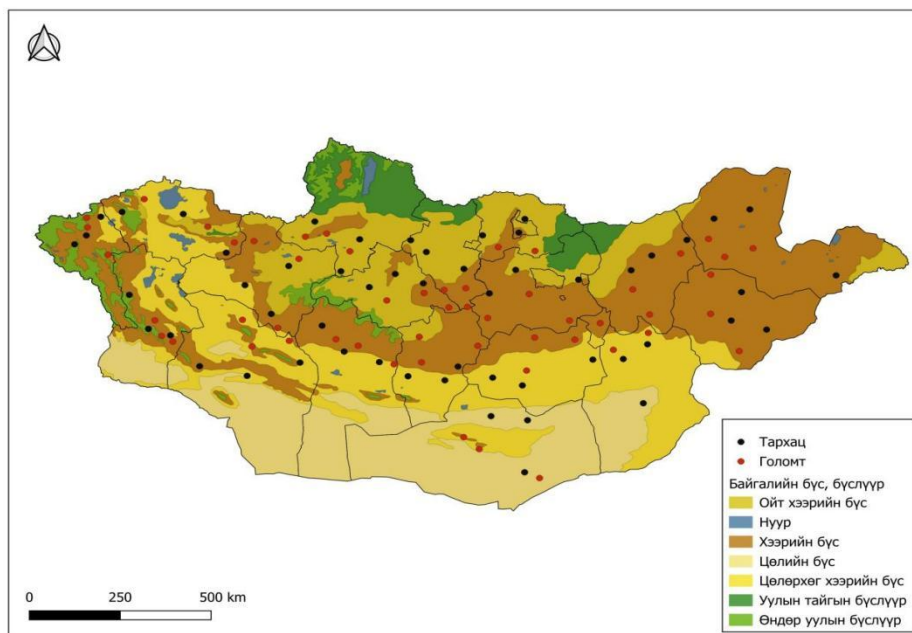 Тархац
Голомт
Байгалийн бүс, бүслүүр
Ойт хээрийн бүс
Нуур
Хээрийн бүс
Цөлийн бүс
Цөлөрхөг хээрийн бүс
Уулын тайгын бүслүүр
Өндөр уулын бүслүүр
0 250 500 km